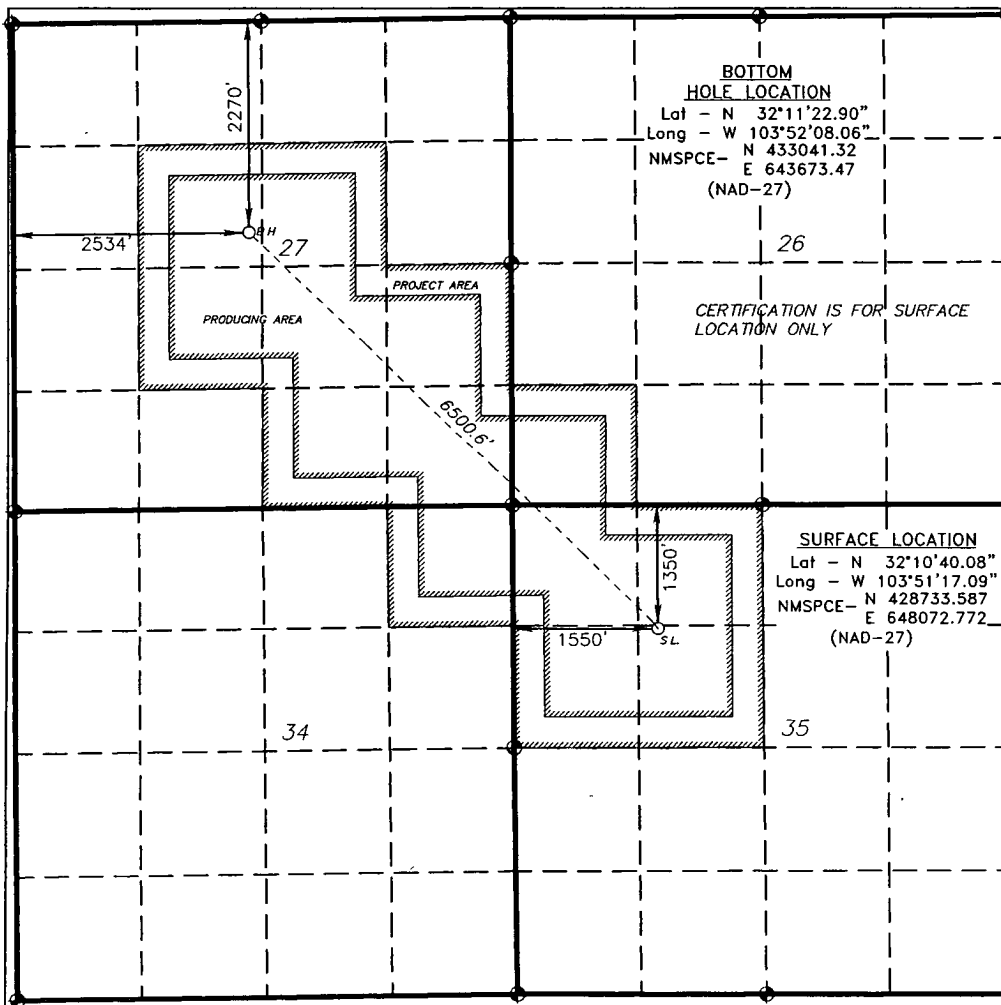 BOTTOM
HOLE LOCATION
Lat - N 32°11'22.90"
Long - W 103°52'08.06"
NMSPCE- N 433041.32
E 643673.47
(NAD-27)
2270'
2534'
B H
27
26
PROJECT AREA
PRODUCING AREA
CERTIFICATION IS FOR SURFACE
LOCATION ONLY
6500.6'
SURFACE LOCATION
Lat - N 32°10'40.08"
Long - W 103°51'17.09"
NMSPCE- N 428733.587
E 648072.772
(NAD-27)
1350'
1550'
S.L.
34
35